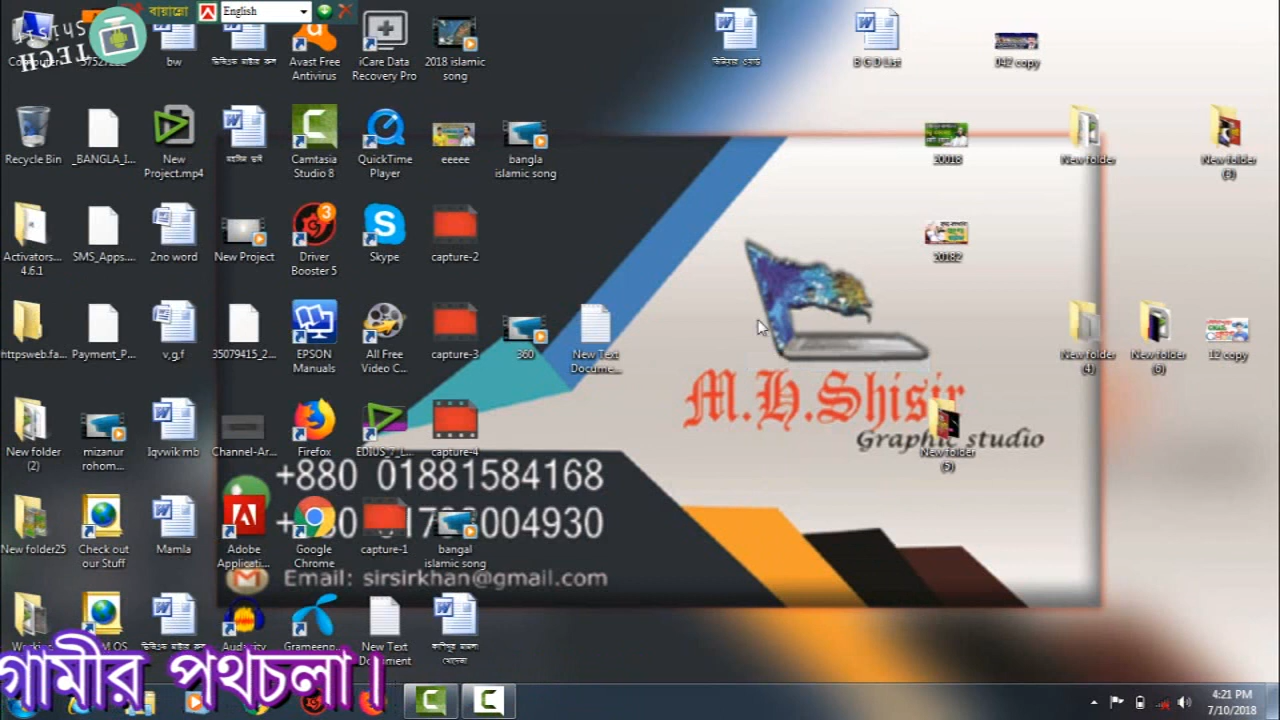 Shisir
TECH
বায়ান্নো
English
bw
Avast Free
Antivirus
iCare Data
Recovery Pro
2018 islamic
song
B G D List
042 copy
Recycle Bin
_BANGLA_I...
New
Project.mp4
Camtasia
Studio 8
QuickTime
Player
eeeee
bangla
islamic song
20018
New folder
New folder
(3)
Activators...
4.6.1
SMS_Apps....
2no word
New Project
3
Driver
Booster 5
Skype
capture-2
20182
httpsweb.fa...
Payment_P...
v,g,f
35079415_2...
EPSON
Manuals
All Free
Video C...
capture-3
360
New Text
Docume...
New folder
(4)
New folder
(6)
12 copy
M.H.Shisir
Graphic studio
New folder
(2)
mizanur
rohom...
Iqvwik mb
Channel-Ar...
Firefox
EDIUS_7_L...
capture-4
New folder
(5)
+880 01881584168
New folder25
Check out
our Stuff
Mamla
Adobe
Applicati...
Google
Chrome
capture-1
bangal
islamic song
Email: sirsirkhan@gmail.com
Audacity
Grameenp...
New Text
Document
গামীর পথচলা।
4:21 PM
7/10/2018